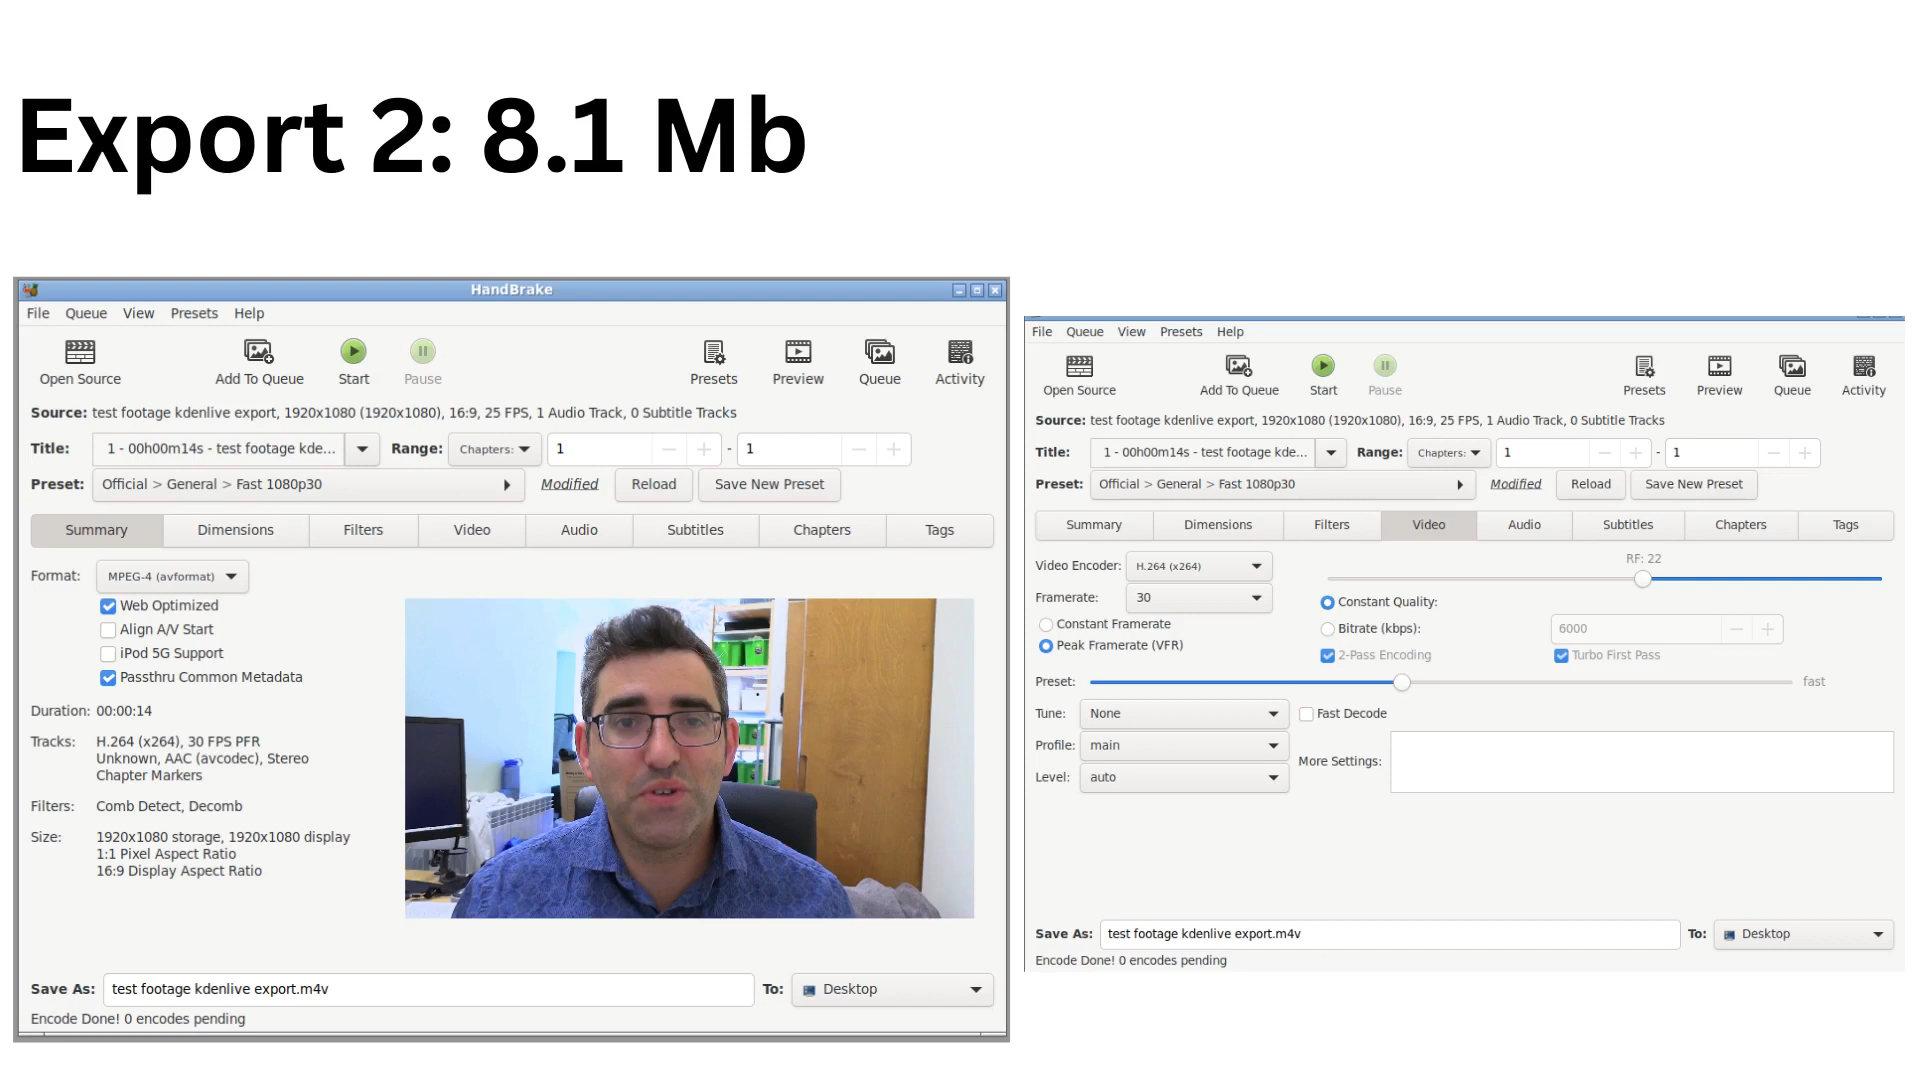 Export 2: 8.1 Mb
HandBrake
File Queue View Presets Help
Open Source Add To Queue Start Pause Presets Preview Queue Activity
Source: test footage kdenlive export, 1920x1080 (1920x1080), 16:9, 25 FPS, 1 Audio Track, 0 Subtitle Tracks
Title: 1 - 00h00m14s - test footage kde... Range: Chapters: 1 - 1
Preset: Official > General > Fast 1080p30 Modified Reload Save New Preset
Summary Dimensions Filters Video Audio Subtitles Chapters Tags
Format: MPEG-4 (avformat)
Web Optimized
Align A/V Start
iPod 5G Support
Passthru Common Metadata
Duration: 00:00:14
Tracks: H.264 (x264), 30 FPS PFR
Unknown, AAC (avcodec), Stereo
Chapter Markers
Filters: Comb Detect, Decomb
Size: 1920x1080 storage, 1920x1080 display
1:1 Pixel Aspect Ratio
16:9 Display Aspect Ratio
Save As: test footage kdenlive export.m4v To: Desktop
Encode Done! 0 encodes pending
File Queue View Presets Help
Open Source Add To Queue Start Pause Presets Preview Queue Activity
Source: test footage kdenlive export, 1920x1080 (1920x1080), 16:9, 25 FPS, 1 Audio Track, 0 Subtitle Tracks
Title: 1 - 00h00m14s - test footage kde... Range: Chapters: 1 - 1
Preset: Official > General > Fast 1080p30 Modified Reload Save New Preset
Summary Dimensions Filters Video Audio Subtitles Chapters Tags
Video Encoder: H.264 (x264)
RF: 22
Framerate: 30
Constant Quality:
Constant Framerate
Bitrate (kbps): 6000
Peak Framerate (VFR)
2-Pass Encoding Turbo First Pass
Preset: fast
Tune: None Fast Decode
Profile: main
More Settings:
Level: auto
Save As: test footage kdenlive export.m4v To: Desktop
Encode Done! 0 encodes pending